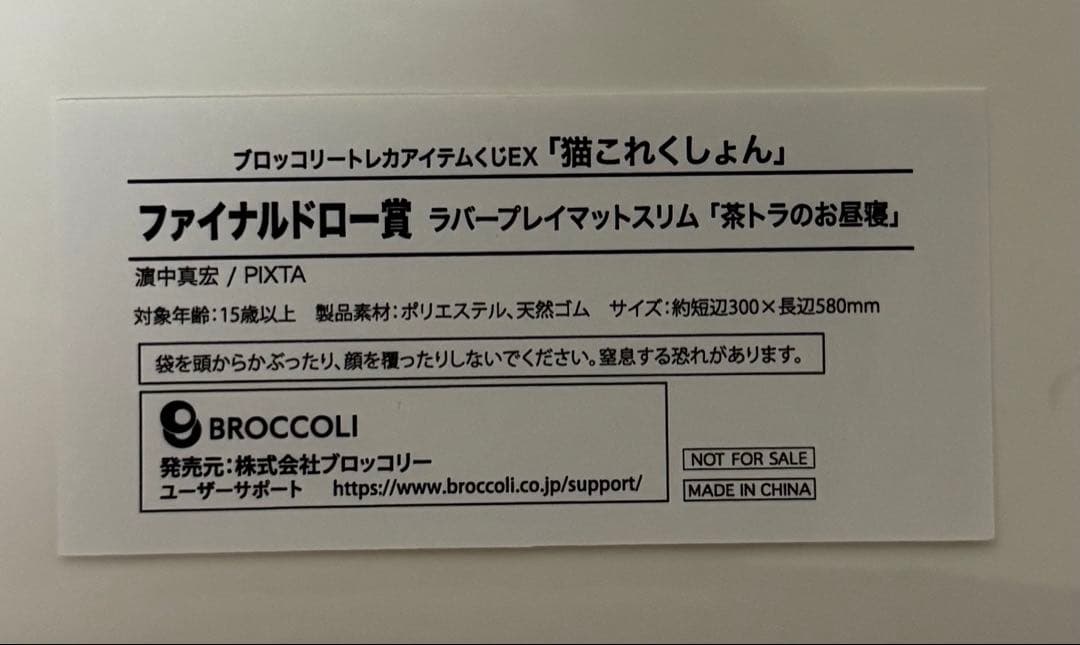 ブロッコリートレカアイテムくじEX「猫これくしょん」
ファイナルドロー賞 ラバープレイマットスリム「茶トラのお昼寝」
濵中真宏 / PIXTA
対象年齢:15歳以上 製品素材:ポリエステル、天然ゴム サイズ:約短辺300×長辺580mm
袋を頭からかぶったり、顔を覆ったりしないでください。窒息する恐れがあります。
BROCCOLI
発売元:株式会社ブロッコリー
ユーザーサポート https://www.broccoli.co.jp/support/
NOT FOR SALE
MADE IN CHINA